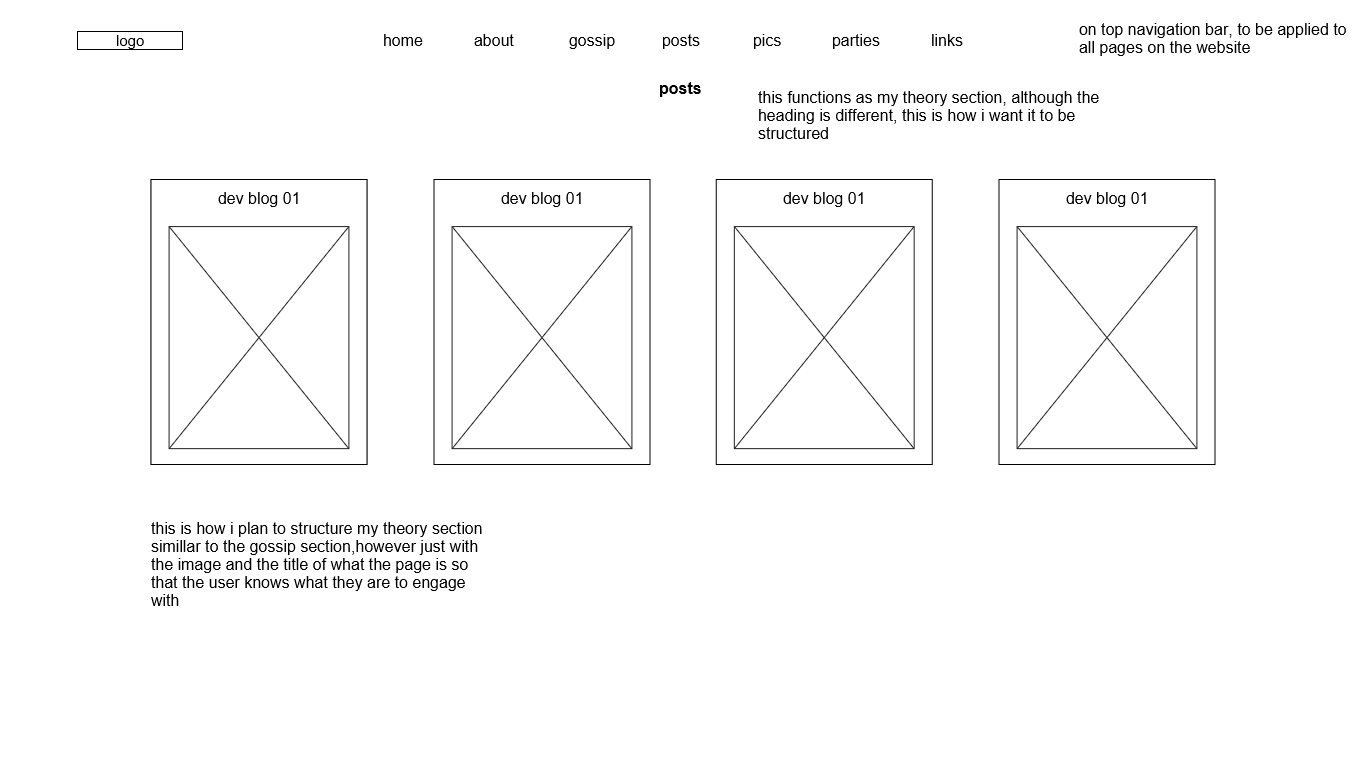 logo
home about gossip posts pics parties links
on top navigation bar, to be applied to
all pages on the website
posts
this functions as my theory section, although the
heading is different, this is how i want it to be
structured
dev blog 01
dev blog 01
dev blog 01
dev blog 01
this is how i plan to structure my theory section
simillar to the gossip section,however just with
the image and the title of what the page is so
that the user knows what they are to engage
with